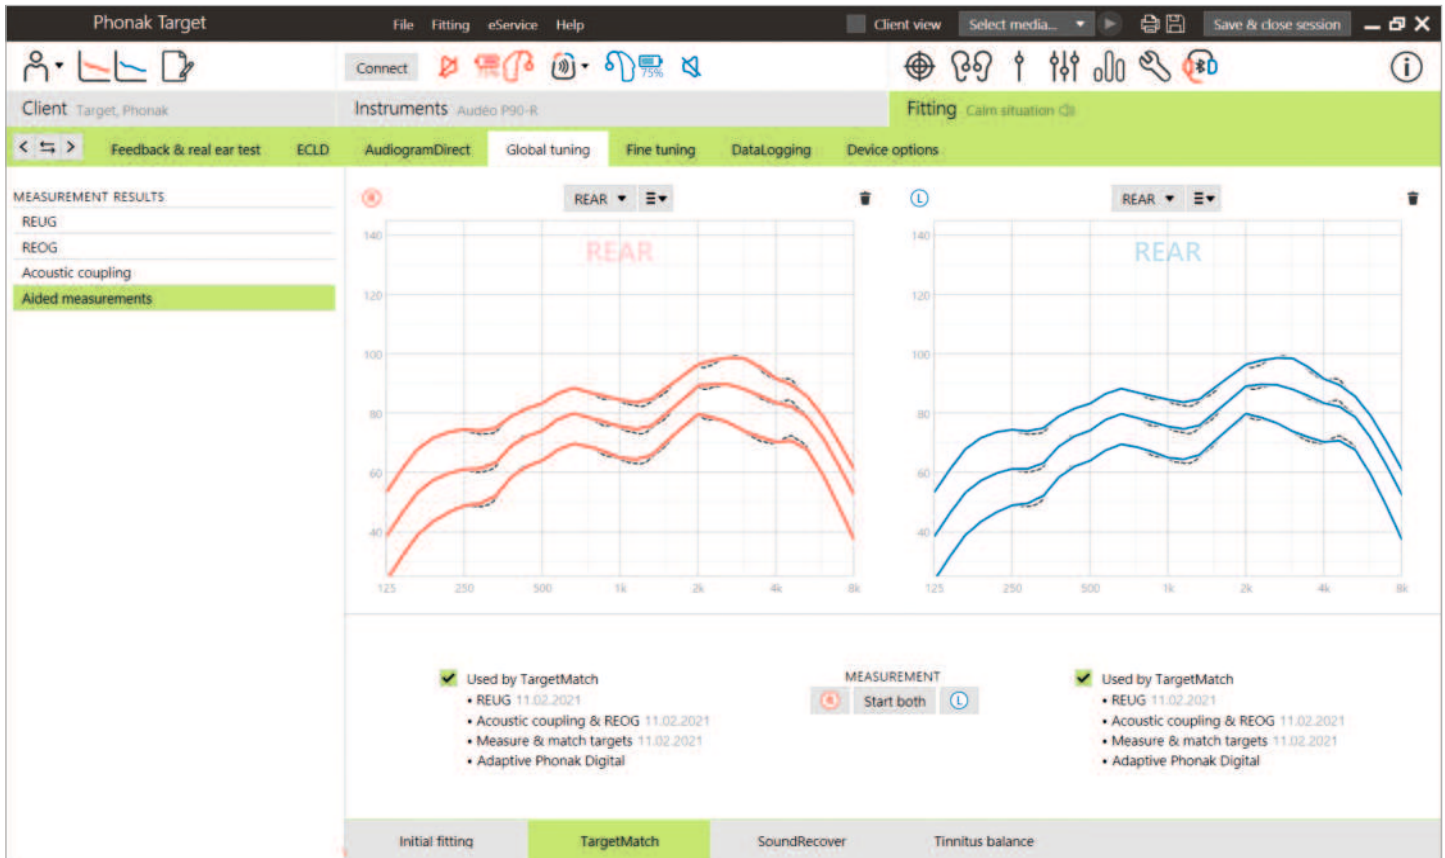 Phonak Target
File Fitting eService Help
Client view Select media... Save & close session
Connect 75%
Client Target, Phonak
Instruments Audéo P90-R
Fitting Calm situation
Feedback & real ear test ECLD AudiogramDirect Global tuning Fine tuning DataLogging Device options
MEASUREMENT RESULTS
REUG
REOG
Acoustic coupling
Aided measurements
R REAR
REAR
140
120
100
80
60
40
125 250 500 1k 2k 4k 8k
L REAR
REAR
140
120
100
80
60
40
125 250 500 1k 2k 4k 8k
Used by TargetMatch
• REUG 11.02.2021
• Acoustic coupling & REOG 11.02.2021
• Measure & match targets 11.02.2021
• Adaptive Phonak Digital
MEASUREMENT
R Start both L
Used by TargetMatch
• REUG 11.02.2021
• Acoustic coupling & REOG 11.02.2021
• Measure & match targets 11.02.2021
• Adaptive Phonak Digital
Initial fitting TargetMatch SoundRecover Tinnitus balance